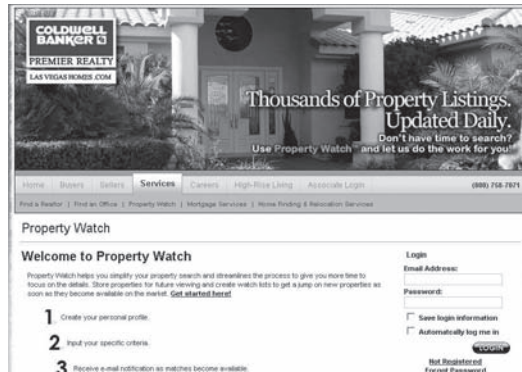 COLDWELL
BANKER
PREMIER REALTY
LAS VEGAS HOMES .COM
Thousands of Property Listings.
Updated Daily.
Don't have time to search?
Use Property Watch™ and let us do the work for you!
Home Buyers Sellers Services Careers High-Rise Living Associate Login
Find a Realtor | Find an Office | Property Watch | Mortgage Services | Home Finding & Relocation Services
Property Watch
Welcome to Property Watch
Property Watch helps you simplify your property search and streamlines the process to give you more time to
focus on the details. Store properties for future viewing and create watch lists to get a jump on new properties as
soon as they become available on the market. Get started here!
1 Create your personal profile.
2 Input your specific criteria.
3 Receive e-mail notification as matches become available.
Login
Email Address:
Password:
Save login information
Automatically log me in
LOGIN
Not Registered
Forgot Password